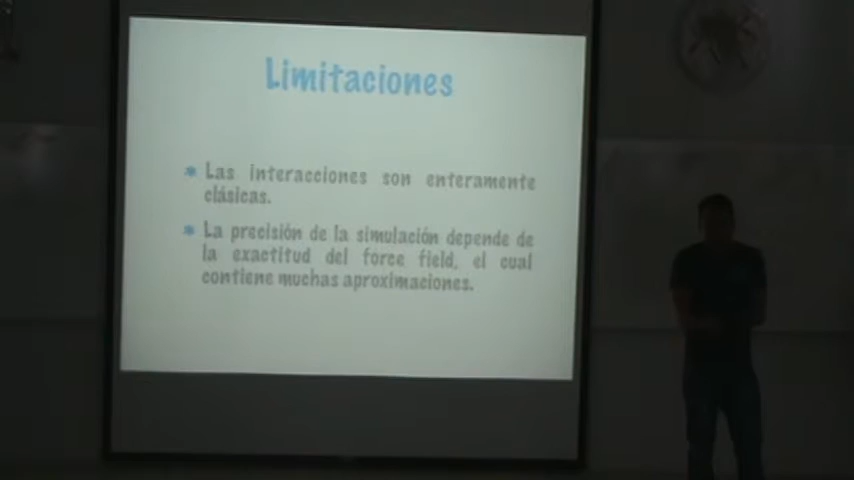 Limitaciones
Las interacciones son enteramente
clásicas.
La precisión de la simulación depende de
la exactitud del force field, el cual
contiene muchas aproximaciones.